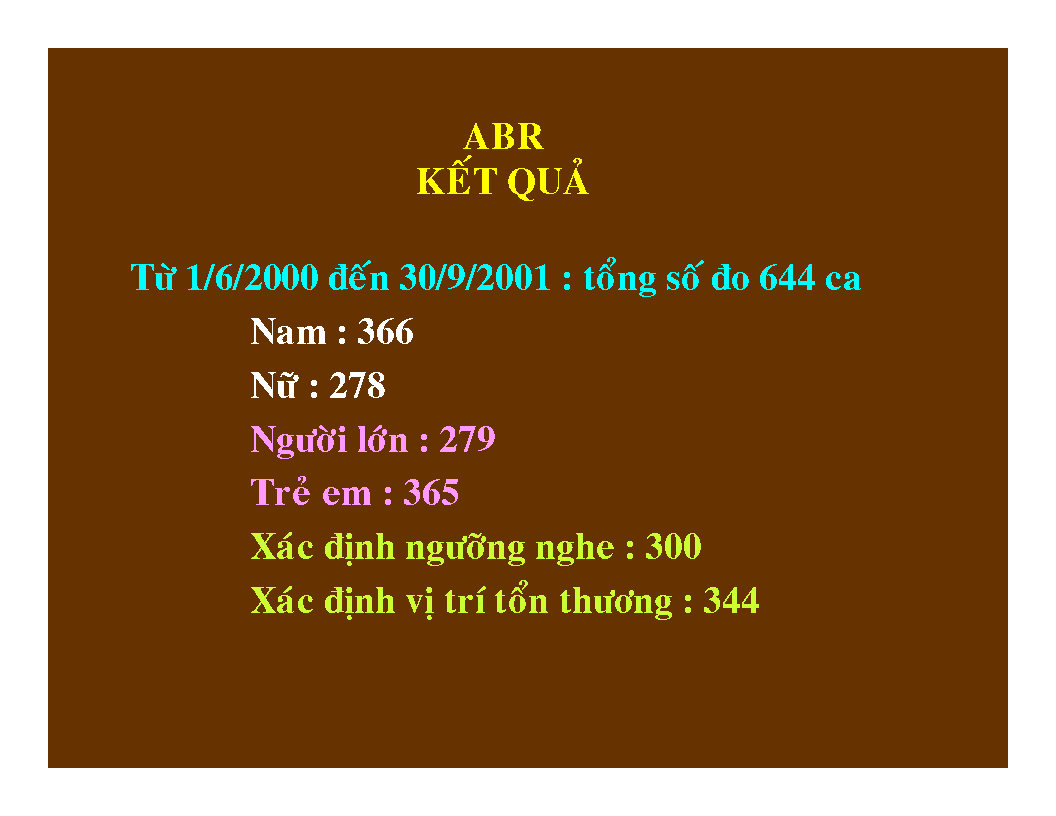 ABR
KẾT QUẢ
Từ 1/6/2000 đến 30/9/2001 : tổng số đo 644 ca
Nam : 366
Nữ : 278
Người lớn : 279
Trẻ em : 365
Xác định ngưỡng nghe : 300
Xác định vị trí tổn thương : 344